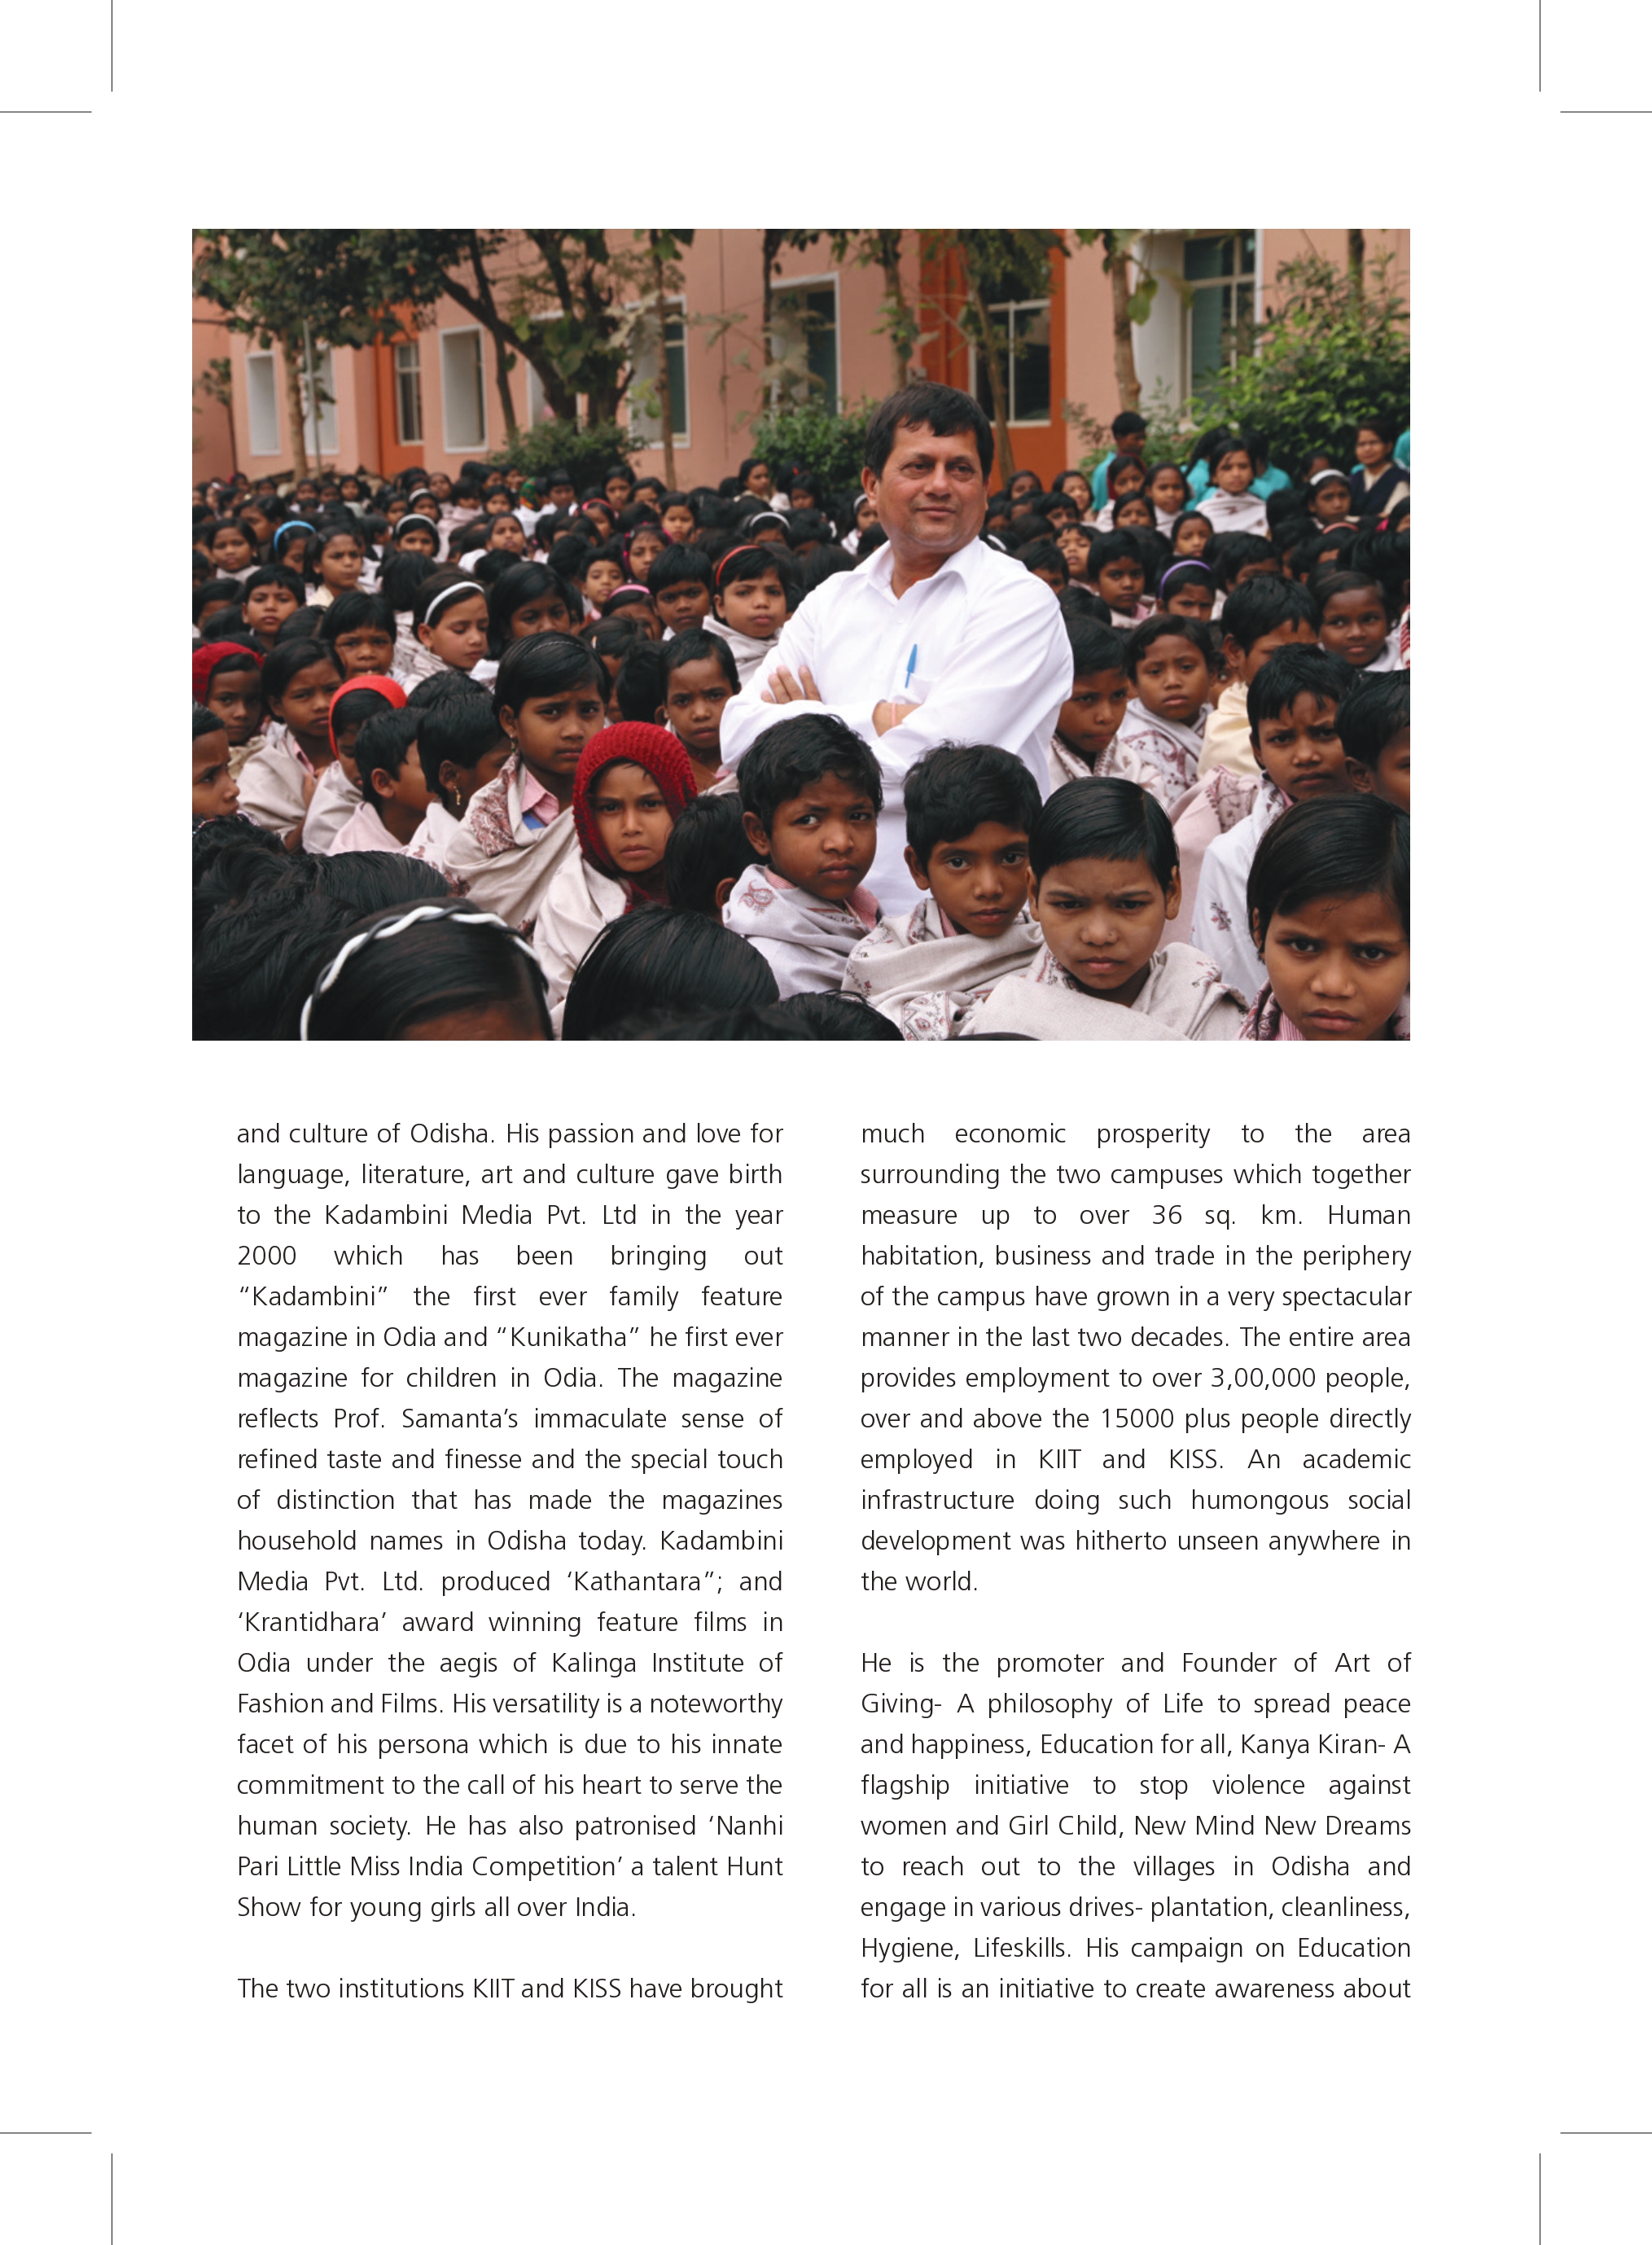 and culture of Odisha. His passion and love for
language, literature, art and culture gave birth
to the Kadambini Media Pvt. Ltd in the year
2000 which has been bringing out
“Kadambini” the first ever family feature
magazine in Odia and “Kunikatha” he first ever
magazine for children in Odia. The magazine
reflects Prof. Samanta’s immaculate sense of
refined taste and finesse and the special touch
of distinction that has made the magazines
household names in Odisha today. Kadambini
Media Pvt. Ltd. produced ‘Kathantara”; and
‘Krantidhara’ award winning feature films in
Odia under the aegis of Kalinga Institute of
Fashion and Films. His versatility is a noteworthy
facet of his persona which is due to his innate
commitment to the call of his heart to serve the
human society. He has also patronised ‘Nanhi
Pari Little Miss India Competition’ a talent Hunt
Show for young girls all over India.
The two institutions KIIT and KISS have brought
much economic prosperity to the area
surrounding the two campuses which together
measure up to over 36 sq. km. Human
habitation, business and trade in the periphery
of the campus have grown in a very spectacular
manner in the last two decades. The entire area
provides employment to over 3,00,000 people,
over and above the 15000 plus people directly
employed in KIIT and KISS. An academic
infrastructure doing such humongous social
development was hitherto unseen anywhere in
the world.
He is the promoter and Founder of Art of
Giving- A philosophy of Life to spread peace
and happiness, Education for all, Kanya Kiran- A
flagship initiative to stop violence against
women and Girl Child, New Mind New Dreams
to reach out to the villages in Odisha and
engage in various drives- plantation, cleanliness,
Hygiene, Lifeskills. His campaign on Education
for all is an initiative to create awareness about